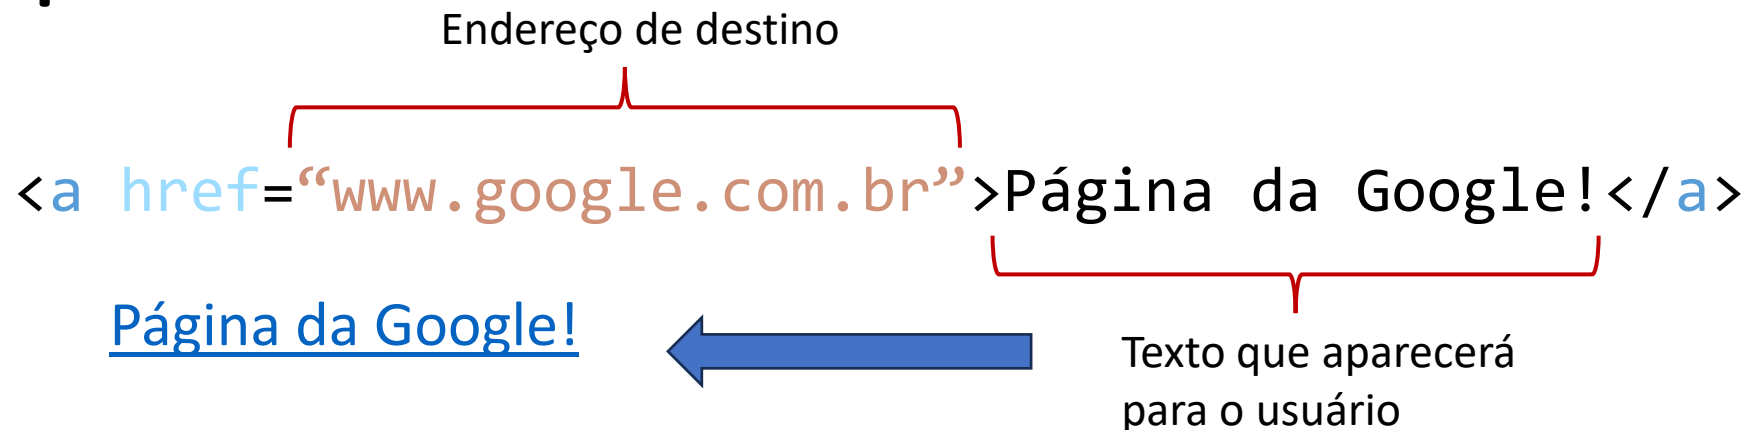 Endereço de destino
<a href=“www.google.com.br”>Página da Google!</a>
Página da Google!
Texto que aparecerá
para o usuário